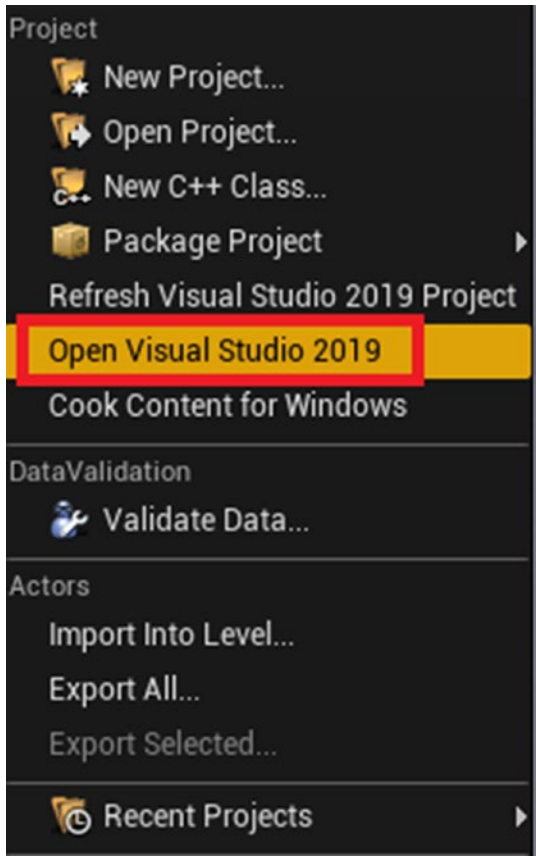 Project
New Project...
Open Project...
C++
New C++ Class...
Package Project
Refresh Visual Studio 2019 Project
Open Visual Studio 2019
Cook Content for Windows
DataValidation
Validate Data...
Actors
Import Into Level...
Export All...
Export Selected...
Recent Projects